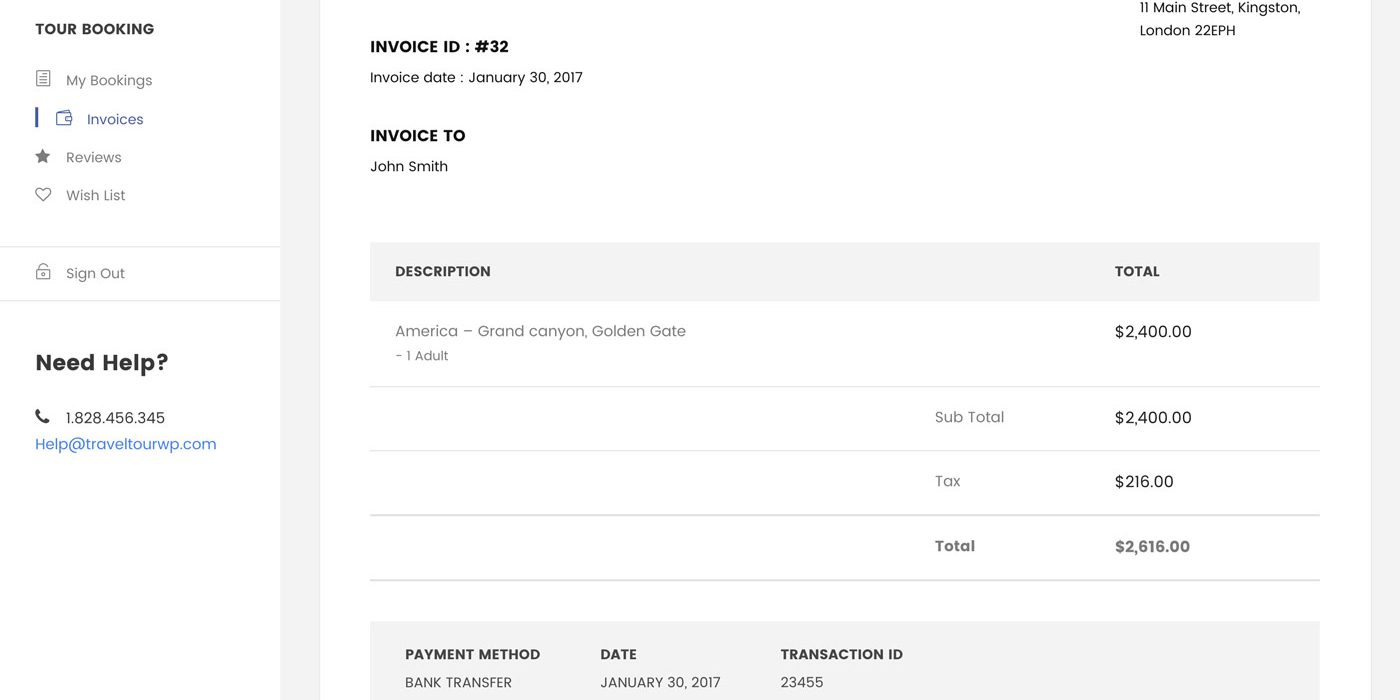 TOUR BOOKING
My Bookings
Invoices
Reviews
Wish List
Sign Out
Need Help?
1.828.456.345
Help@traveltourwp.com
11 Main Street, Kingston,
London 22EPH
INVOICE ID : #32
Invoice date : January 30, 2017
INVOICE TO
John Smith
DESCRIPTION TOTAL
America – Grand canyon, Golden Gate $2,400.00
- 1 Adult
Sub Total $2,400.00
Tax $216.00
Total $2,616.00
PAYMENT METHOD DATE TRANSACTION ID
BANK TRANSFER JANUARY 30, 2017 23455